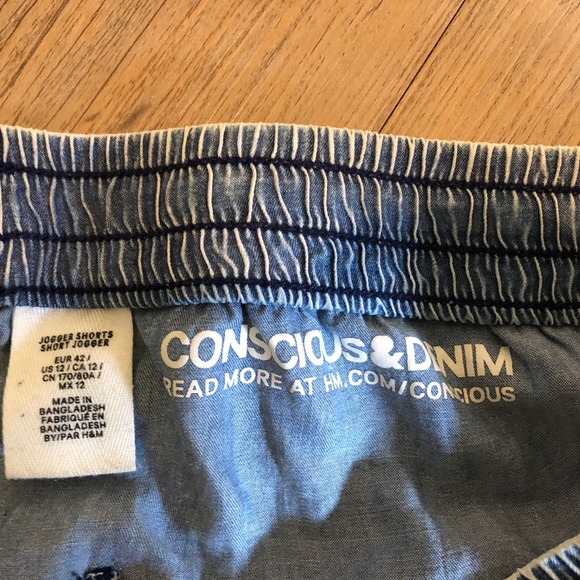 JOGGER SHORTS
SHORT JOGGER
EUR 42 /
US 12 / CA 12 /
CN 170/80A /
MX 12
MADE IN
BANGLADESH
FABRIQUÉ EN
BANGLADESH
BY/PAR H&M
CONSCIOUS&DENIM
READ MORE AT HM.COM/CONSCIOUS